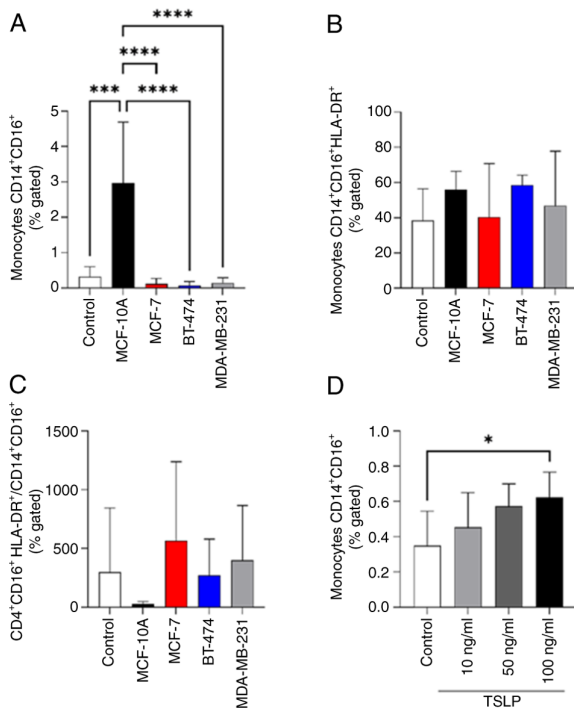 A
****
****
*** ****
Monocytes CD14⁺CD16⁺
(% gated)
5
4
3
2
1
0
Control
MCF-10A
MCF-7
BT-474
MDA-MB-231
B
Monocytes CD14⁺CD16⁺HLA-DR⁺
(% gated)
100
80
60
40
20
0
Control
MCF-10A
MCF-7
BT-474
MDA-MB-231
C
CD4⁺CD16⁺ HLA-DR⁺/CD14⁺CD16⁺
(% gated)
1500
1000
500
0
Control
MCF-10A
MCF-7
BT-474
MDA-MB-231
D
*
Monocytes CD14⁺CD16⁺
(% gated)
1.0
0.8
0.6
0.4
0.2
0.0
Control
10 ng/ml
50 ng/ml
100 ng/ml
TSLP